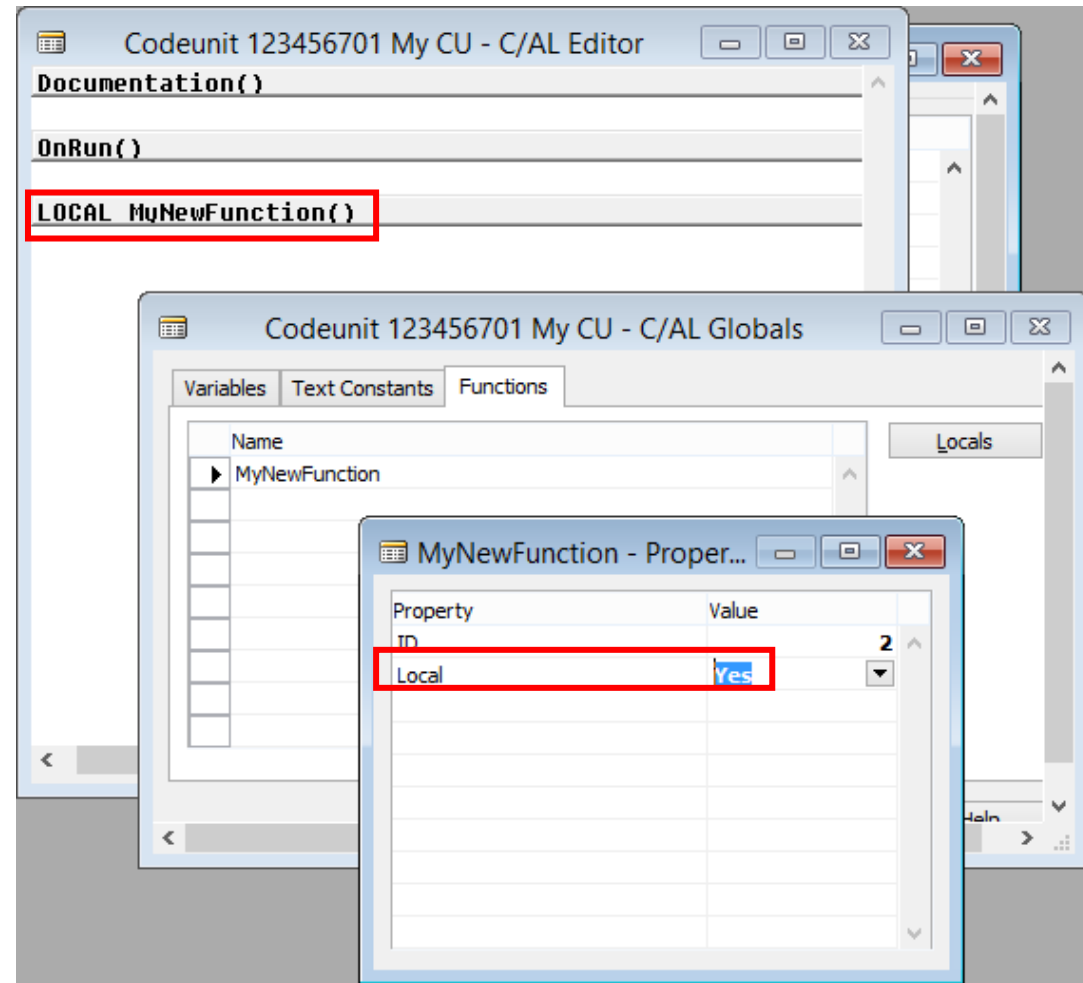 Codeunit 123456701 My CU - C/AL Editor
Documentation()
OnRun()
LOCAL MyNewFunction()
Codeunit 123456701 My CU - C/AL Globals
Variables Text Constants Functions
Name
Locals
MyNewFunction
MyNewFunction - Proper...
Property Value
ID 2
Local Yes
Help